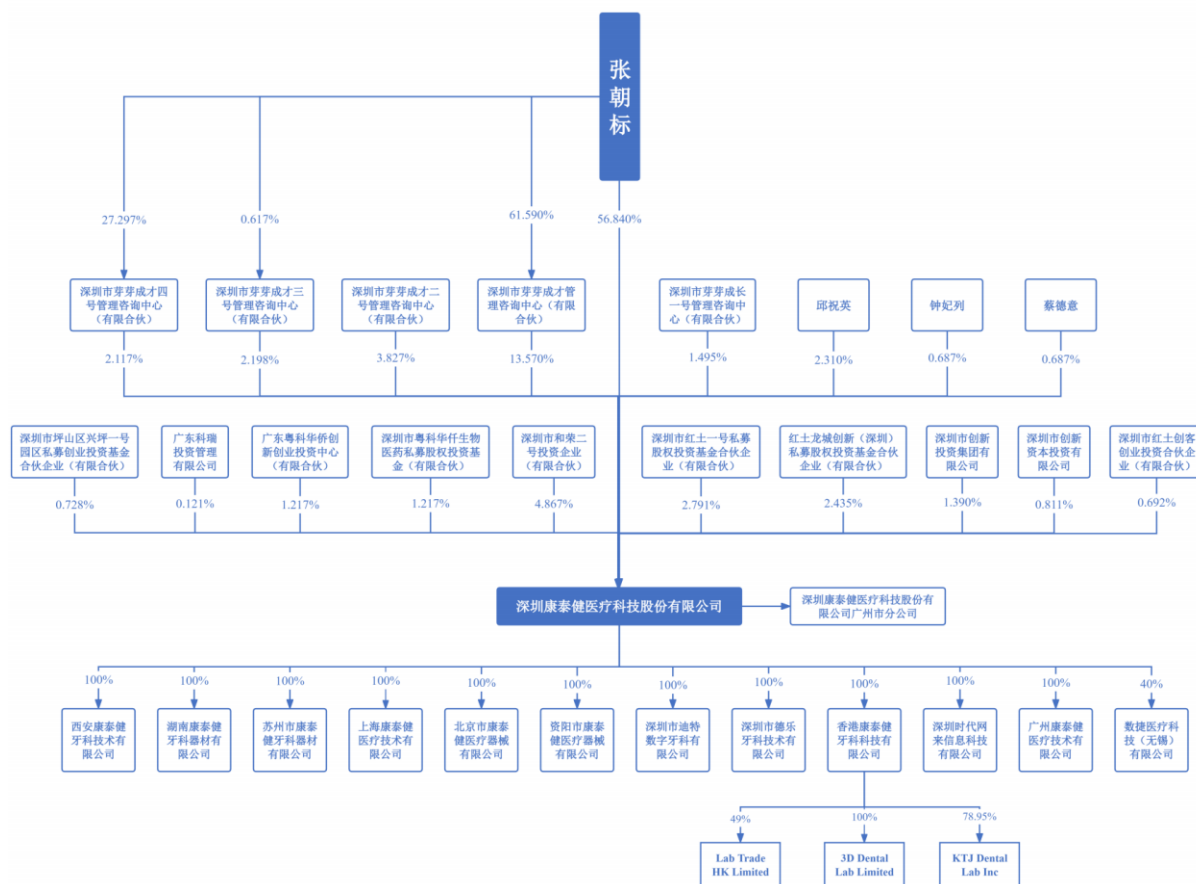 张朝标
27.297%
0.617%
61.590%
56.840%
深圳市芽芽成才四
号管理咨询中心
（有限合伙）
深圳市芽芽成才三
号管理咨询中心
（有限合伙）
深圳市芽芽成才二
号管理咨询中心
（有限合伙）
深圳市芽芽成才管
理咨询中心（有限
合伙）
深圳市芽芽成长
一号管理咨询中
心（有限合伙）
邱祝英
钟妃列
蔡德意
2.117%
2.198%
3.827%
13.570%
1.495%
2.310%
0.687%
0.687%
深圳市坪山区兴坪一号
园区私募创业投资基金
合伙企业（有限合伙）
广东科瑞
投资管理
有限公司
广东粤科华侨创
新创业投资中心
（有限合伙）
深圳市粤科华仟生物
医药私募股权投资基
金（有限合伙）
深圳市和荣二
号投资企业
（有限合伙）
深圳市红土一号私募
股权投资基金合伙企
业（有限合伙）
红土龙城创新（深圳）
私募股权投资基金合伙
企业（有限合伙）
深圳市创新
投资集团有
限公司
深圳市创新
资本投资有
限公司
深圳市红土创客
创业投资合伙企
业（有限合伙）
0.728%
0.121%
1.217%
1.217%
4.867%
2.791%
2.435%
1.390%
0.811%
0.692%
深圳康泰健医疗科技股份有限公司
深圳康泰健医疗科技股份有
限公司广州市分公司
100%
100%
100%
100%
100%
100%
100%
100%
100%
100%
100%
40%
西安康泰健
牙科技术有
限公司
湖南康泰健
牙科器材有
限公司
苏州市康泰
健牙科器材
有限公司
上海康泰健
医疗技术有
限公司
北京市康泰
健医疗器械
有限公司
资阳市康泰
健医疗器械
有限公司
深圳市迪特
数字牙科有
限公司
深圳市德乐
牙科技术有
限公司
香港康泰健
牙科科技有
限公司
深圳时代网
来信息科技
有限公司
广州康泰健
医疗技术有
限公司
数捷医疗科
技（无锡）
有限公司
49%
100%
78.95%
Lab Trade
HK Limited
3D Dental
Lab Limited
KTJ Dental
Lab Inc